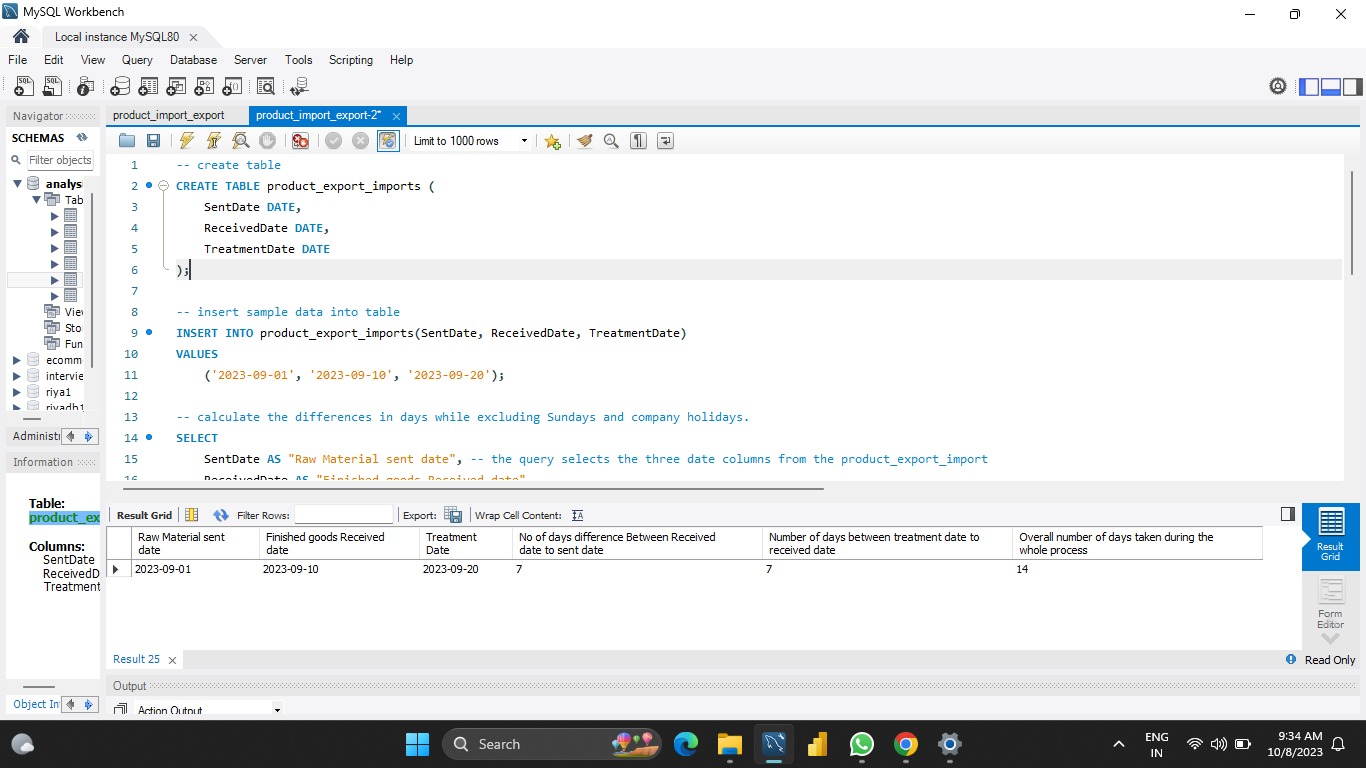 MySQL Workbench
Local instance MySQL80
File Edit View Query Database Server Tools Scripting Help
Navigator
product_import_export
product_import_export-2*
SCHEMAS
Limit to 1000 rows
Filter objects
analys
Tab
View
Sto
Fun
ecomm
intervie
riya1
riyadb1
1 -- create table
2 CREATE TABLE product_export_imports (
3 SentDate DATE,
4 ReceivedDate DATE,
5 TreatmentDate DATE
6 );
7
8 -- insert sample data into table
9 INSERT INTO product_export_imports(SentDate, ReceivedDate, TreatmentDate)
10 VALUES
11 ('2023-09-01', '2023-09-10', '2023-09-20');
12
13 -- calculate the differences in days while excluding Sundays and company holidays.
14 SELECT
15 SentDate AS "Raw Material sent date", -- the query selects the three date columns from the product_export_import
16 ReceivedDate AS "Finished goods Received date"
Administ
Information
Table:
product_ex
Columns:
SentDate
ReceivedD
Treatment
Object In
Result Grid Filter Rows: Export: Wrap Cell Content:
Raw Material sent date
Finished goods Received date
Treatment Date
No of days difference Between Received date to sent date
Number of days between treatment date to received date
Overall number of days taken during the whole process
2023-09-01 2023-09-10 2023-09-20 7 7 14
Result Grid
Form Editor
Result 25
Read Only
Output
Action Output
Search
ENG
IN
9:34 AM
10/8/2023